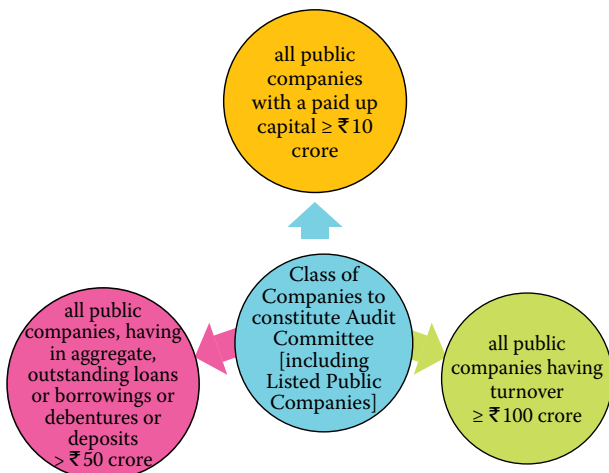 all public
companies
with a paid up
capital ≥ ₹10
crore
Class of
Companies to
constitute Audit
Committee
[including
Listed Public
Companies]
all public
companies, having
in aggregate,
outstanding loans
or borrowings or
debentures or
deposits
> ₹50 crore
all public
companies having
turnover
≥ ₹100 crore